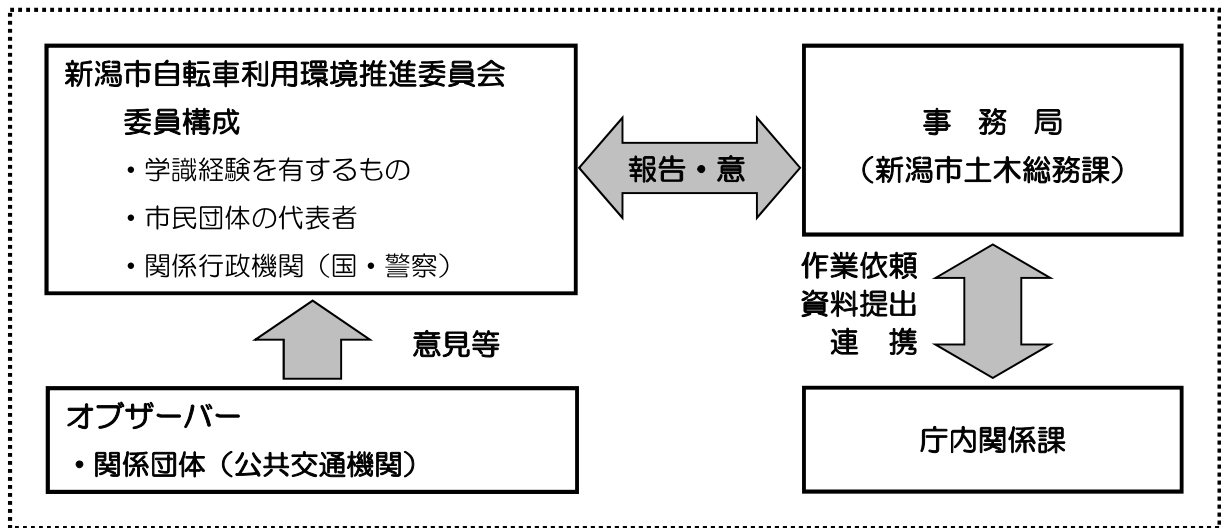 新潟市自転車利用環境推進委員会
委員構成
・学識経験を有するもの
・市民団体の代表者
・関係行政機関（国・警察）
報告・意
事　務　局
（新潟市土木総務課）
作業依頼
資料提出
連　携
意見等
オブザーバー
・関係団体（公共交通機関）
庁内関係課